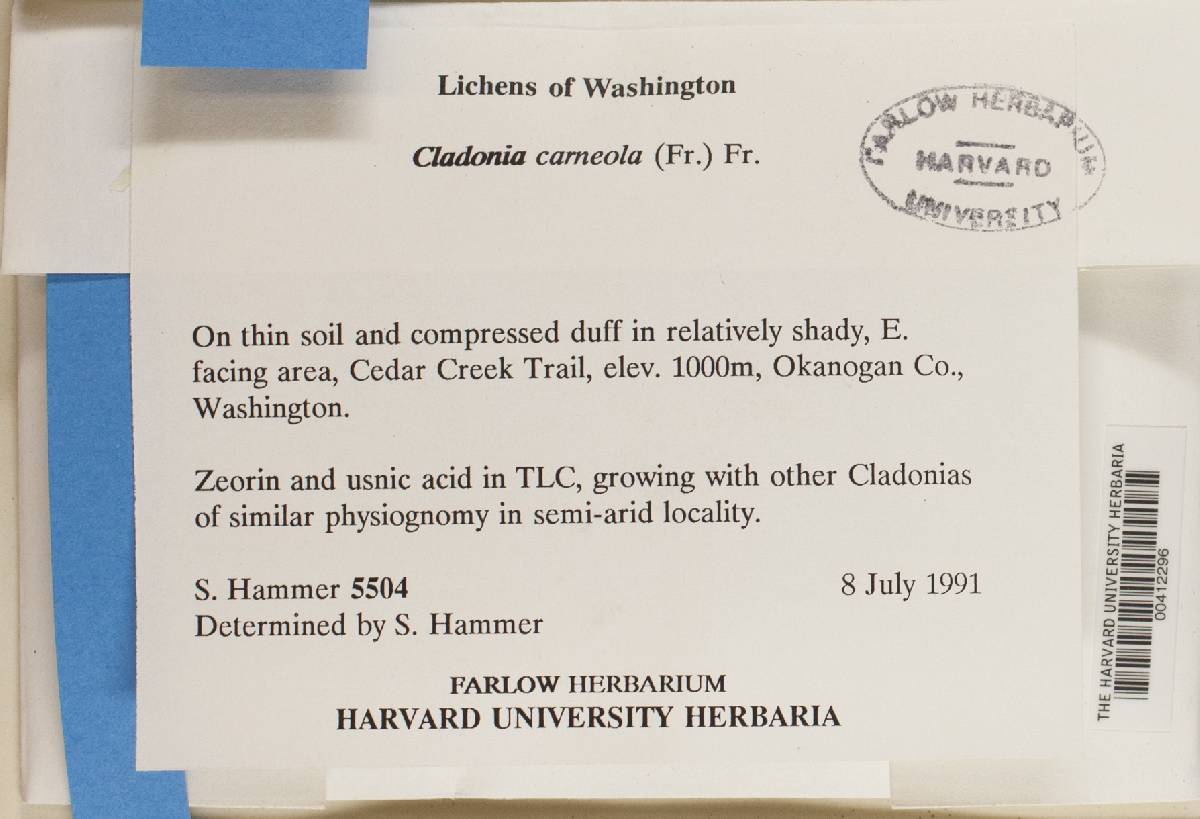 Lichens of Washington
Cladonia carneola (Fr.) Fr.
FARLOW HERBARIUM
HARVARD
UNIVERSITY
On thin soil and compressed duff in relatively shady, E.
facing area, Cedar Creek Trail, elev. 1000m, Okanogan Co.,
Washington.
Zeorin and usnic acid in TLC, growing with other Cladonias
of similar physiognomy in semi-arid locality.
S. Hammer 5504 8 July 1991
Determined by S. Hammer
FARLOW HERBARIUM
HARVARD UNIVERSITY HERBARIA
THE HARVARD UNIVERSITY HERBARIA
00412296